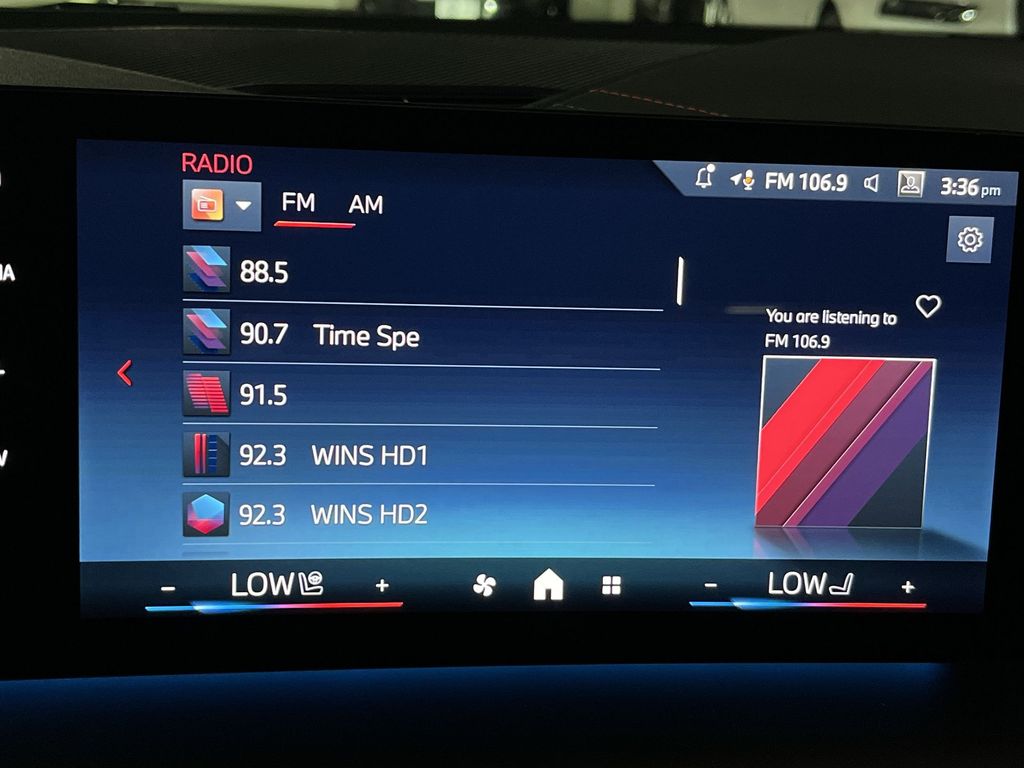 RADIO
FM AM
FM 106.9 3:36 pm
88.5
90.7 Time Spe
91.5
92.3 WINS HD1
92.3 WINS HD2
You are listening to
FM 106.9
- LOW +
- LOW +